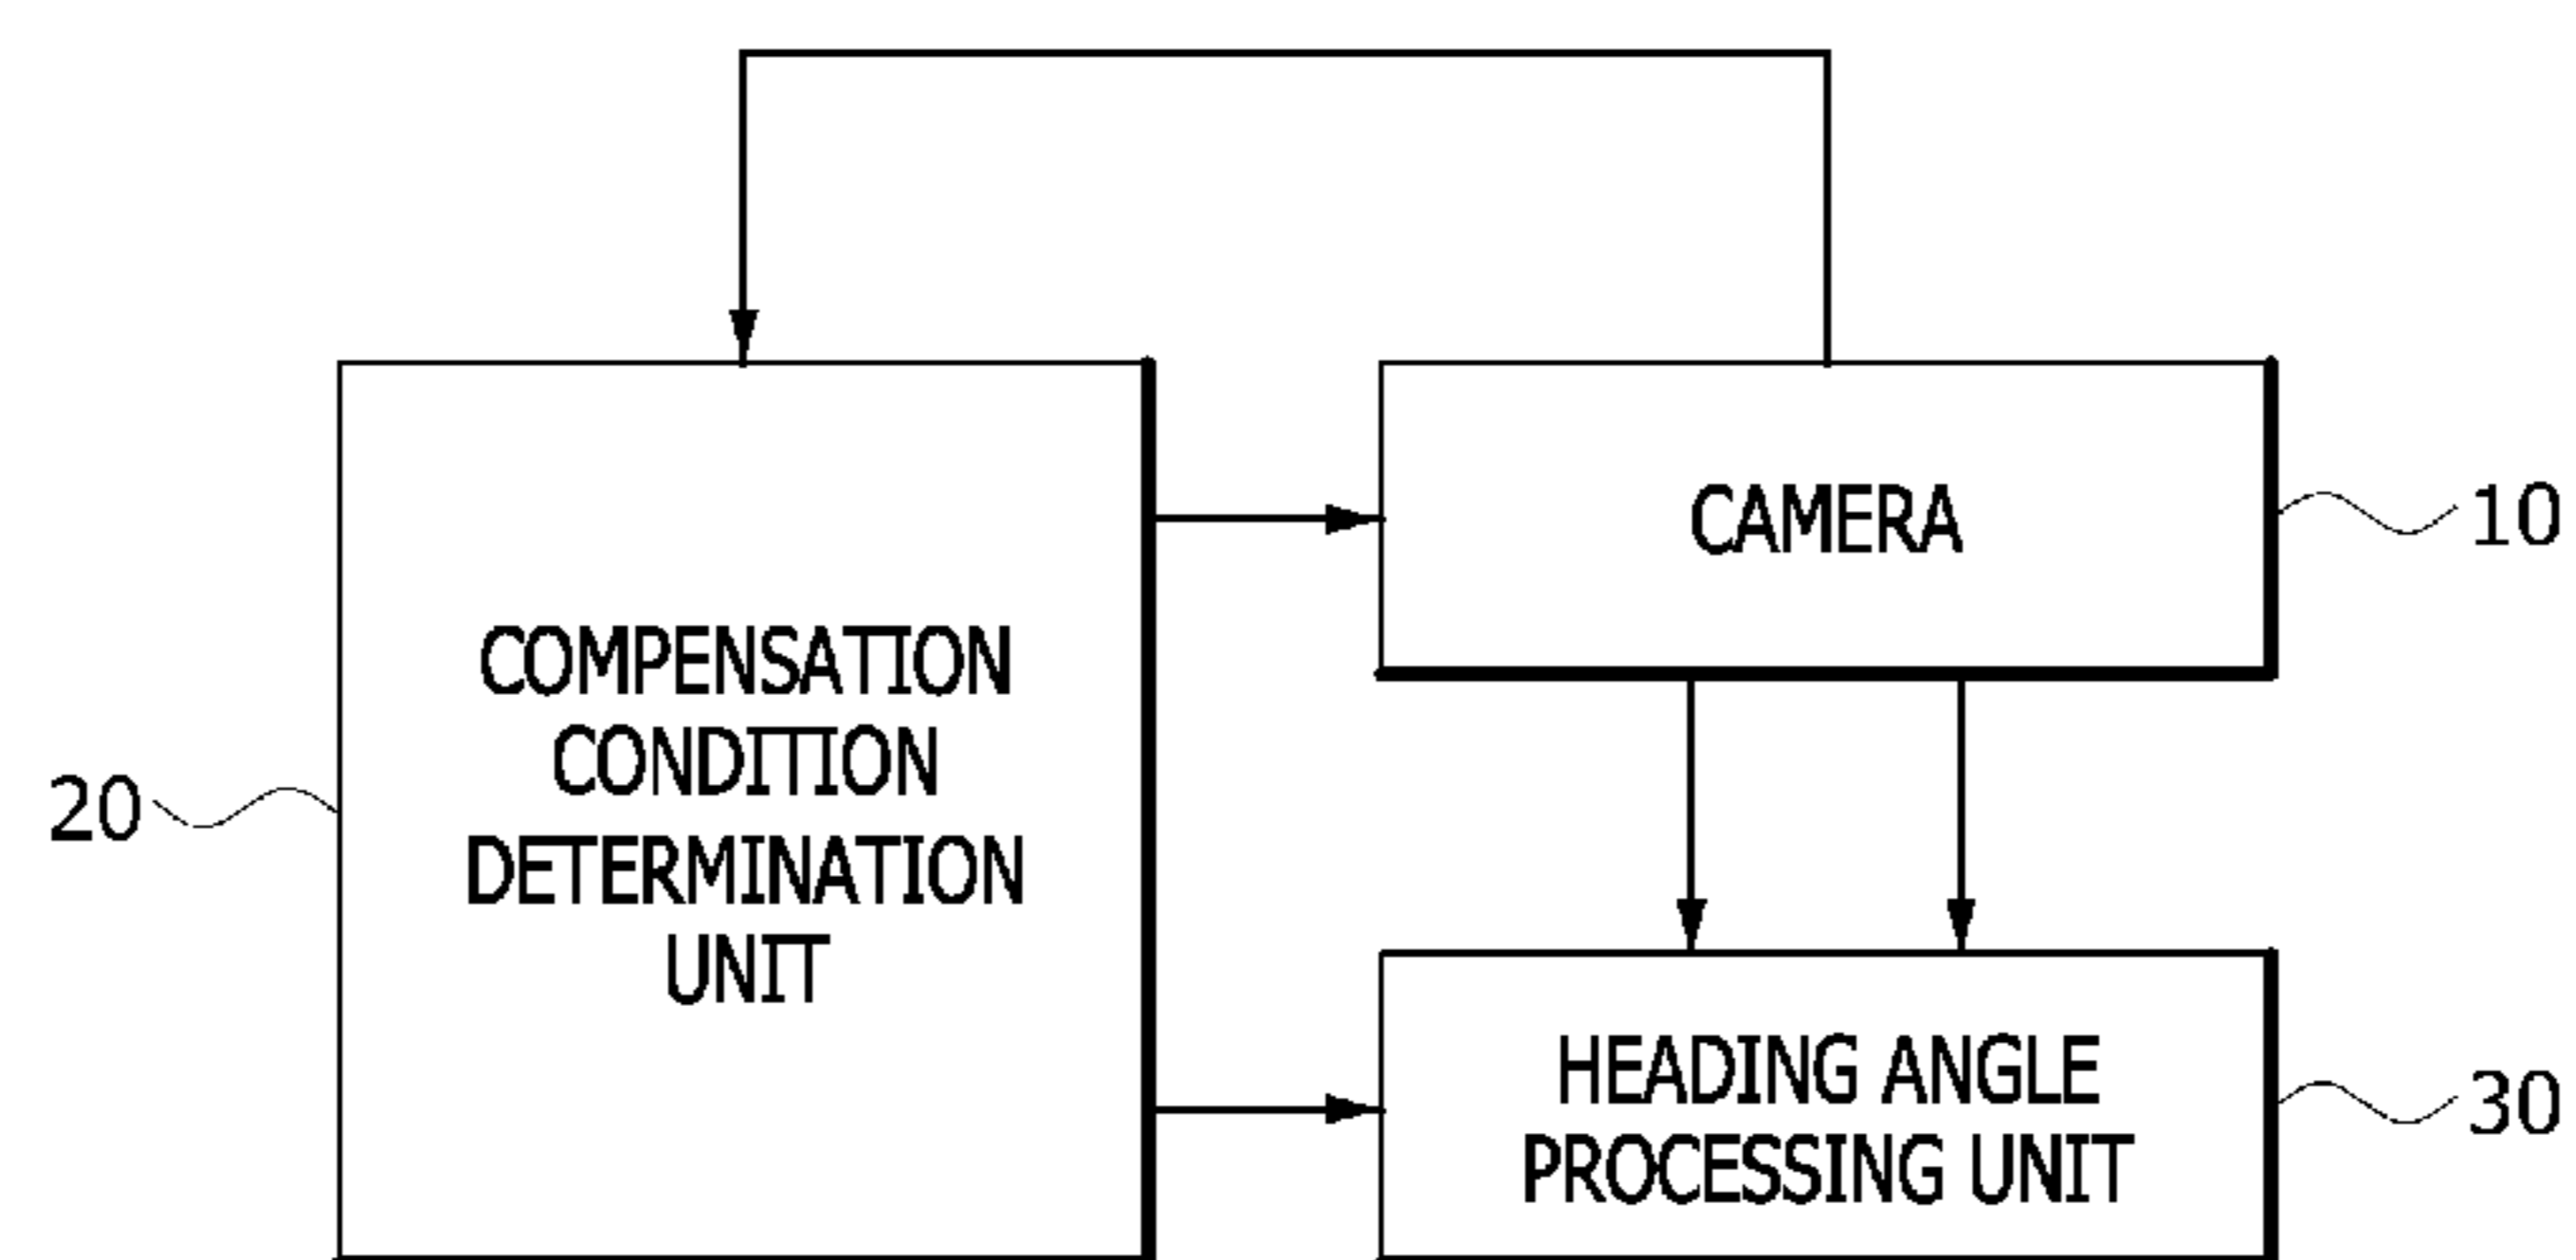 CAMERA
10
COMPENSATION
CONDITION
DETERMINATION
UNIT
20
HEADING ANGLE
PROCESSING UNIT
30